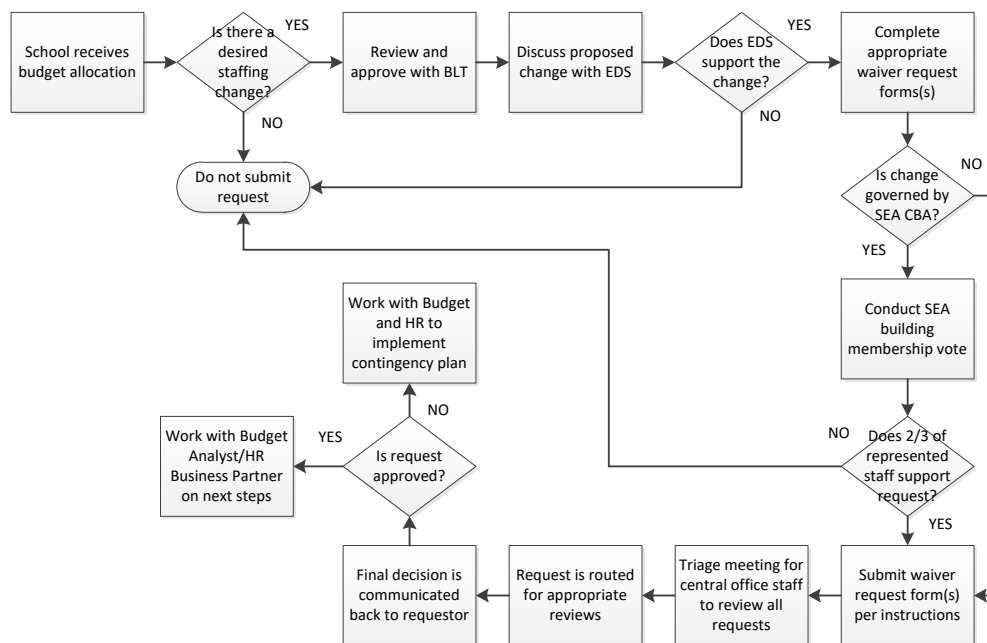 School receives
budget allocation
Is there a
desired
staffing
change?
YES
NO
Review and
approve with BLT
Discuss proposed
change with EDS
Does EDS
support the
change?
YES
NO
Complete
appropriate
waiver request
forms(s)
Do not submit
request
Is change
governed by
SEA CBA?
NO
YES
Conduct SEA
building
membership vote
Work with Budget
and HR to
implement
contingency plan
NO
YES
Is request
approved?
Work with Budget
Analyst/HR
Business Partner
on next steps
NO
Does 2/3 of
represented
staff support
request?
YES
Final decision is
communicated
back to requestor
Request is routed
for appropriate
reviews
Triage meeting for
central office staff
to review all
requests
Submit waiver
request form(s)
per instructions